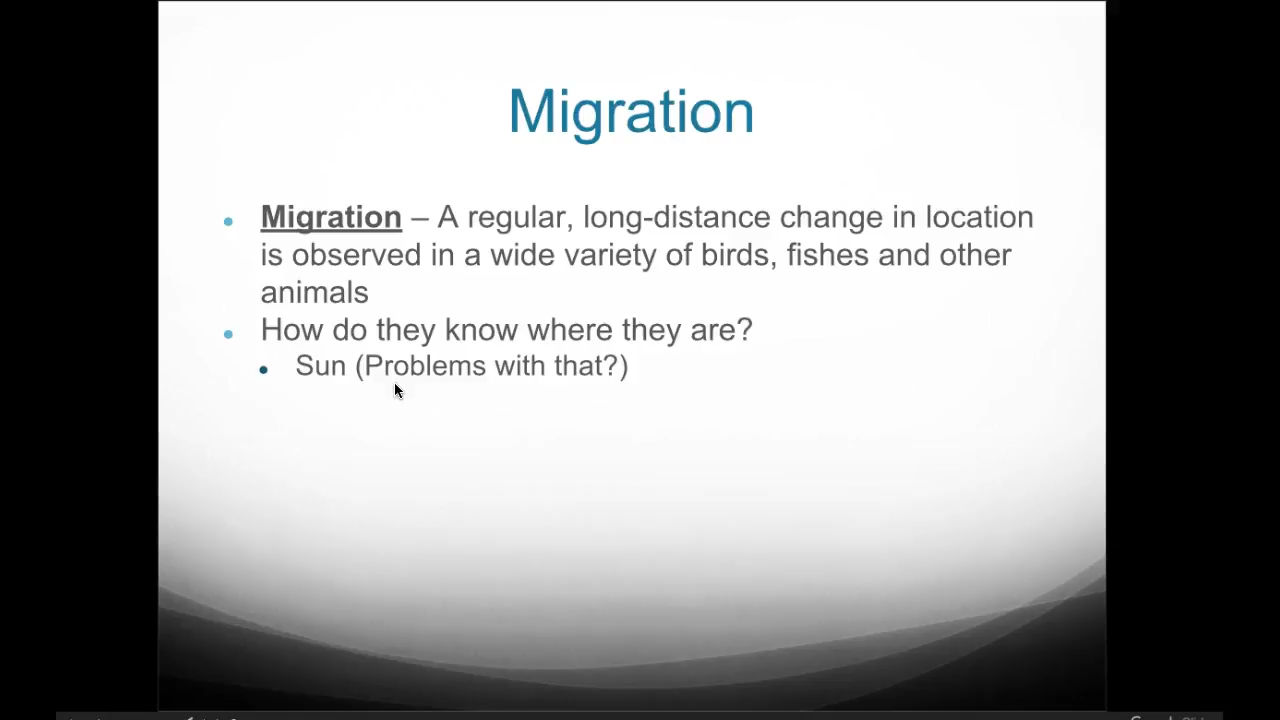 Migration
Migration – A regular, long-distance change in location
is observed in a wide variety of birds, fishes and other
animals
How do they know where they are?
Sun (Problems with that?)